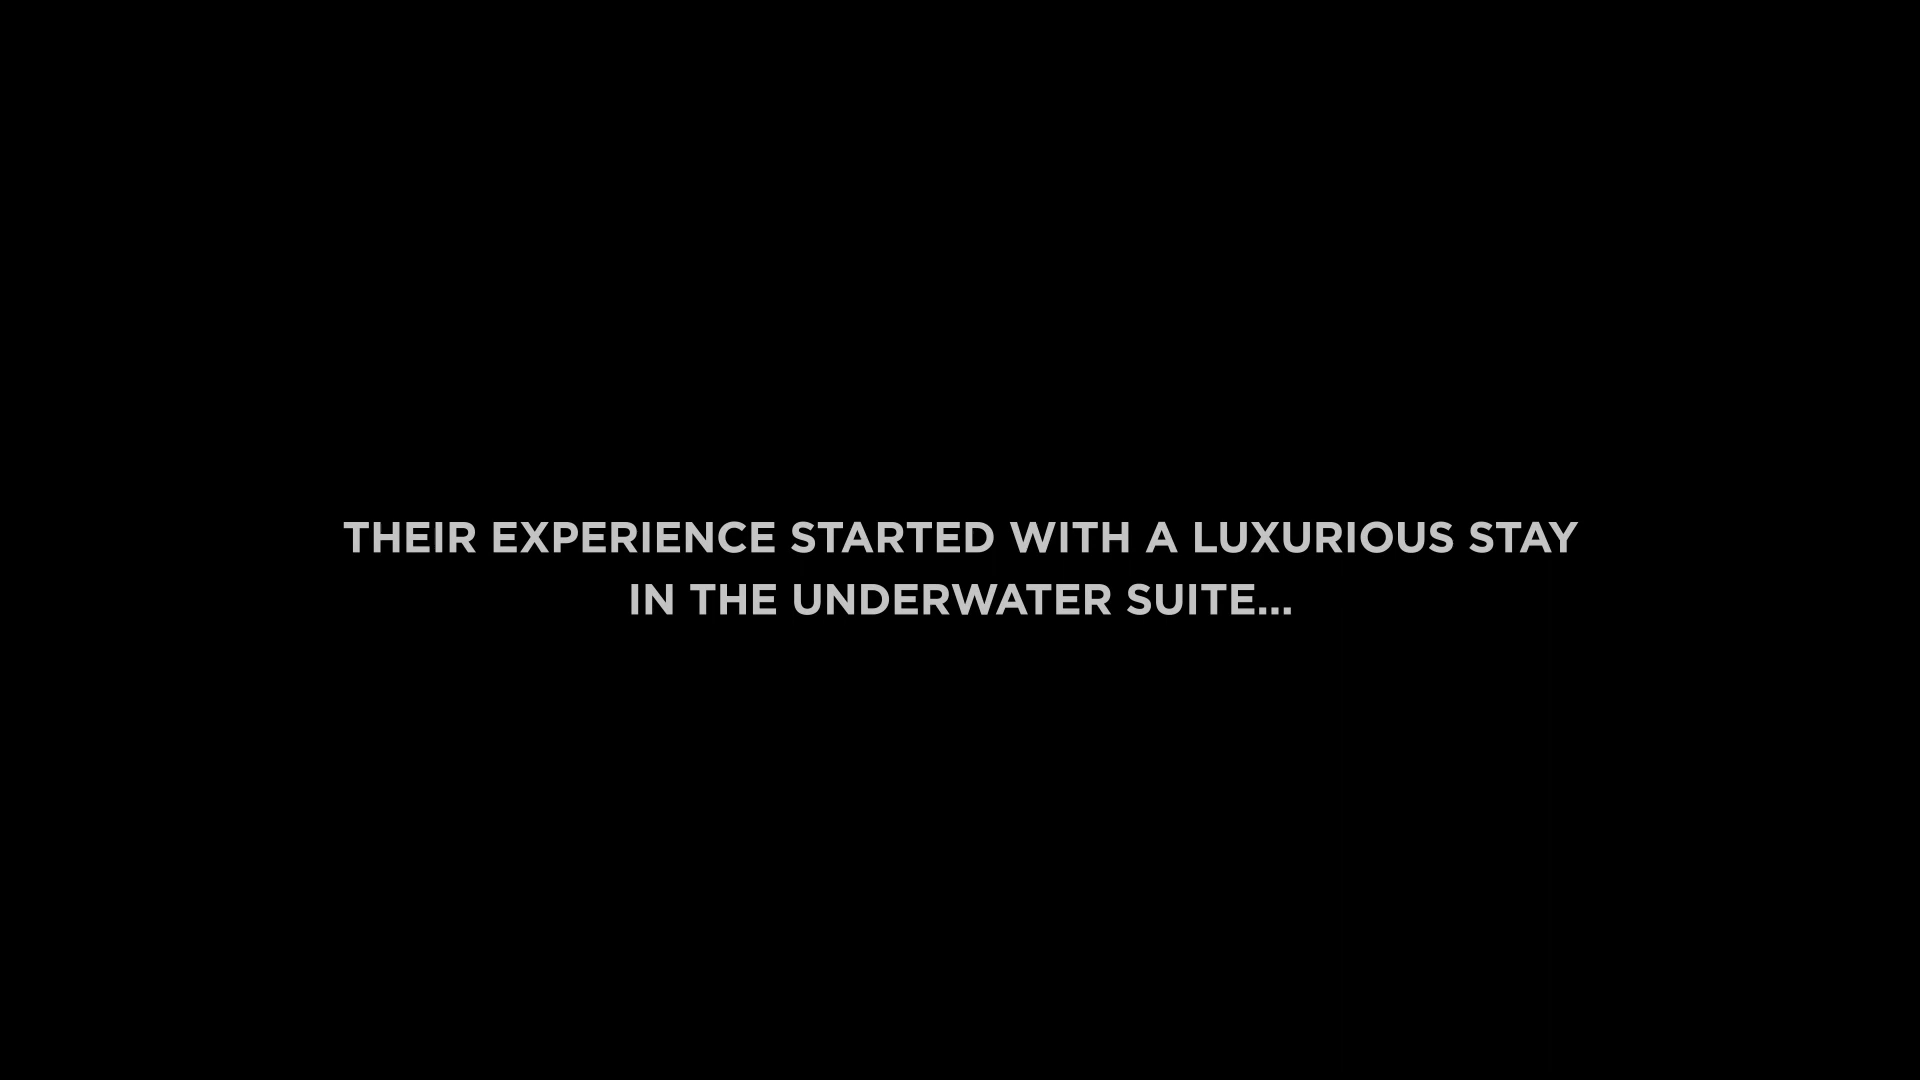 THEIR EXPERIENCE STARTED WITH A LUXURIOUS STAY
IN THE UNDERWATER SUITE...